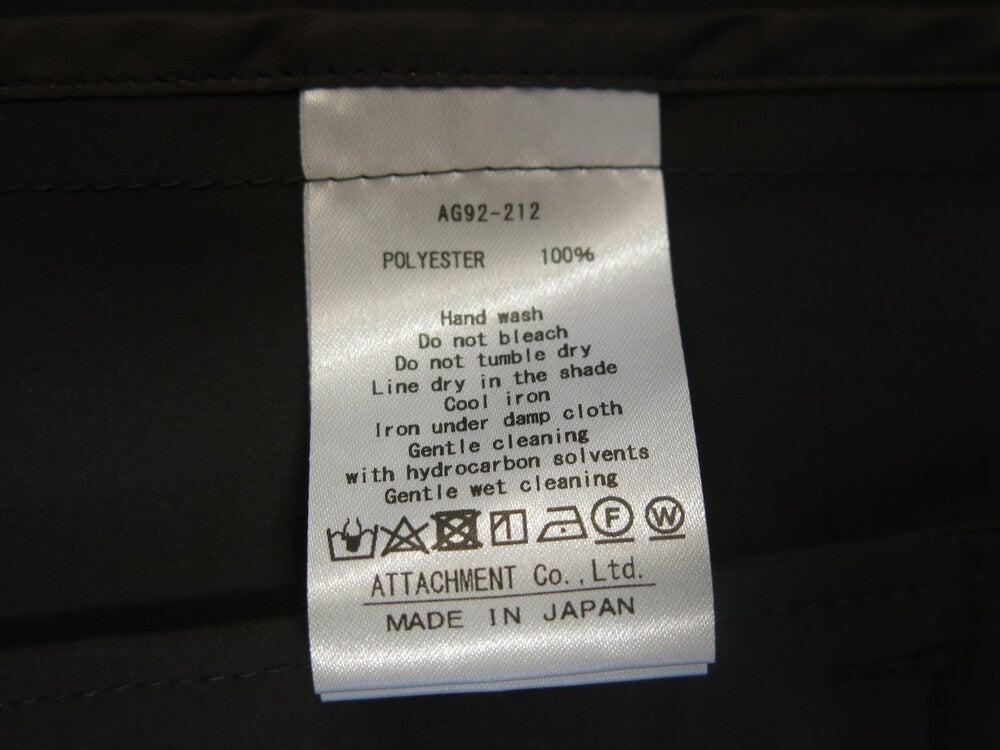 AG92-212
POLYESTER 100%
Hand wash
Do not bleach
Do not tumble dry
Line dry in the shade
Cool iron
Iron under damp cloth
Gentle cleaning
with hydrocarbon solvents
Gentle wet cleaning
F W
ATTACHMENT Co.,Ltd.
MADE IN JAPAN